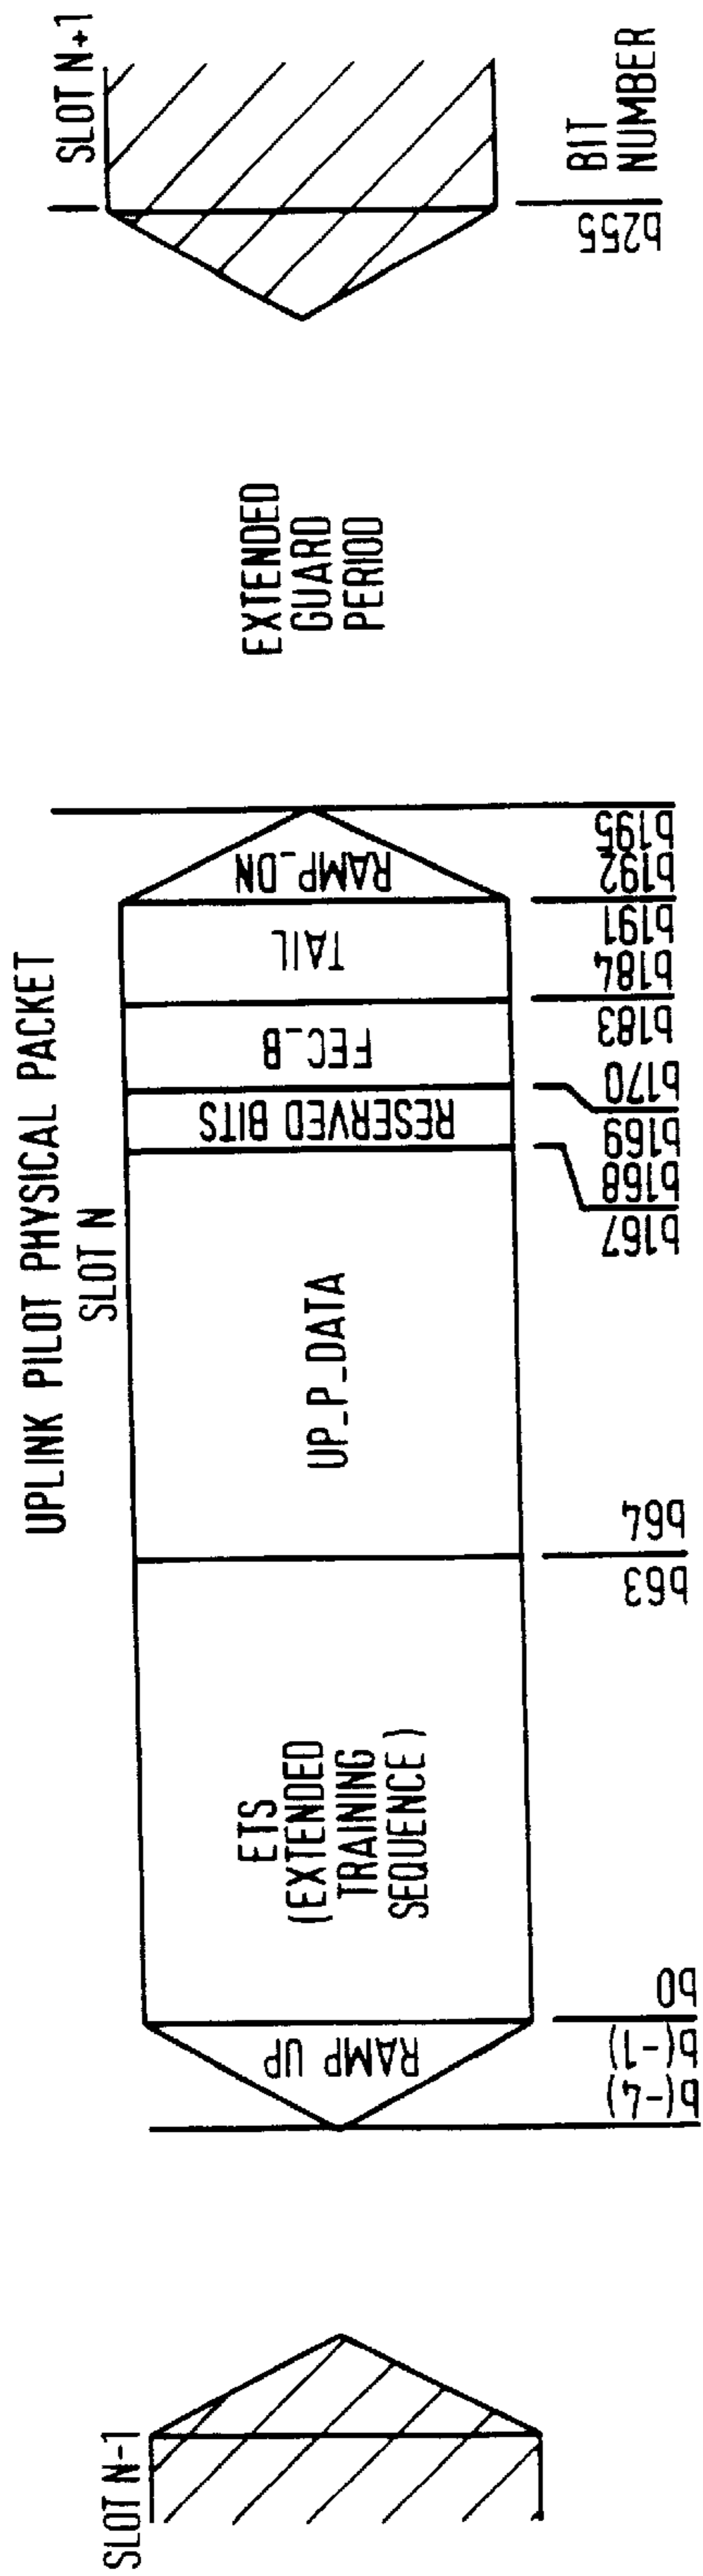 UPLINK PILOT PHYSICAL PACKET
SLOT N-1
SLOT N
SLOT N+1
RAMP UP
ETS
(EXTENDED
TRAINING
SEQUENCE)
UP_P_DATA
RESERVED BITS
FEC_B
TAIL
RAMP_DN
EXTENDED
GUARD
PERIOD
b(-4)
b(-1)
b0
b63
b64
b167
b168
b169
b170
b183
b184
b191
b192
b195
b255
BIT
NUMBER